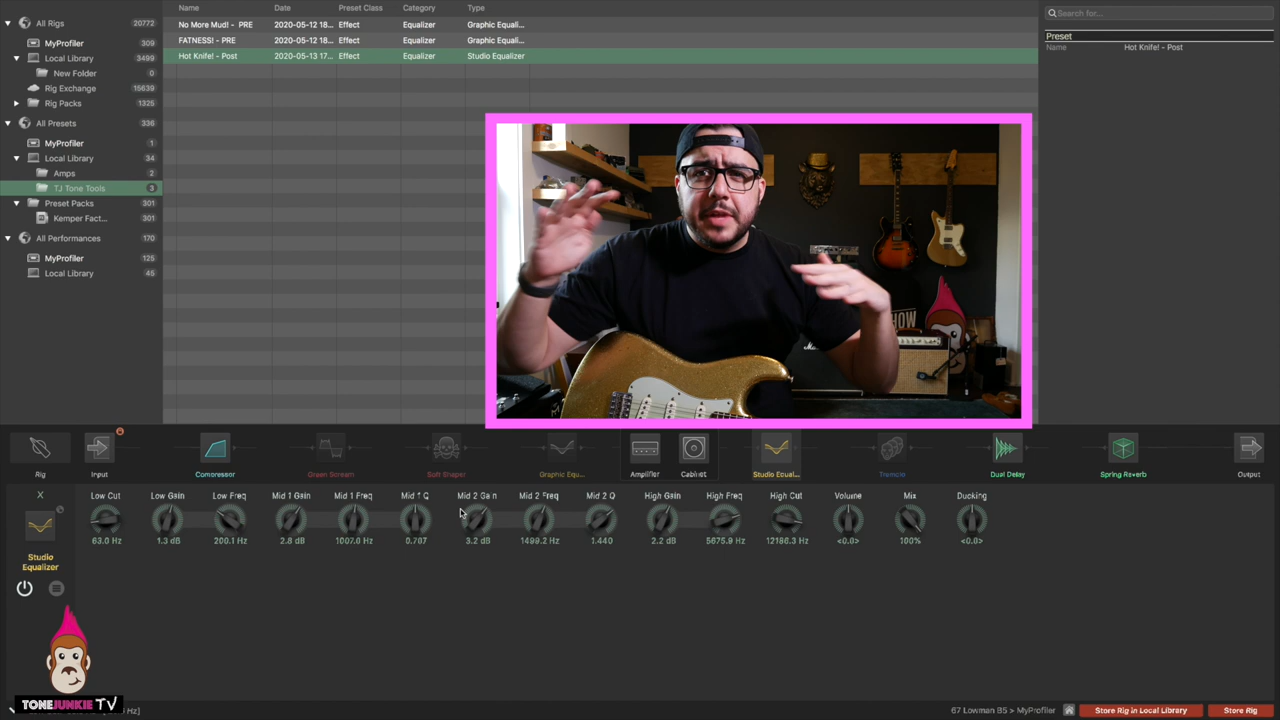 Name Date Preset Class Category Type
No More Mud! - PRE 2020-05-12 18... Effect Equalizer Graphic Equali...
FATNESS! - PRE 2020-05-12 18... Effect Equalizer Graphic Equali...
Hot Knife! - Post 2020-05-13 17... Effect Equalizer Studio Equalizer
All Rigs 20772
MyProfiler 309
Local Library 3499
New Folder 0
Rig Exchange 15639
Rig Packs 1325
All Presets 336
MyProfiler 1
Local Library 34
Amps 2
TJ Tone Tools 3
Preset Packs 301
Kemper Fact... 301
All Performances 170
MyProfiler 125
Local Library 45
Search for...
Preset
Name Hot Knife! - Post
HOW
Rig Input Compressor Green Scream Soft Shaper Graphic Equ... Amplifier Cabinet Studio Equal... Tremolo Dual Delay Spring Reverb Output
X Low Cut Low Gain Low Freq Mid 1 Gain Mid 1 Freq Mid 1 Q Mid 2 Gain Mid 2 Freq Mid 2 Q High Gain High Freq High Cut Volume Mix Ducking
63.0 Hz 1.3 dB 200.1 Hz 2.8 dB 1007.0 Hz 0.707 3.2 dB 1499.2 Hz 1.440 2.2 dB 5675.9 Hz 12186.3 Hz <0.0> 100% <0.0>
Studio
Equalizer
TONEJUNKIE TV
Hz]
67 Lowman B5 > MyProfiler Store Rig in Local Library Store Rig